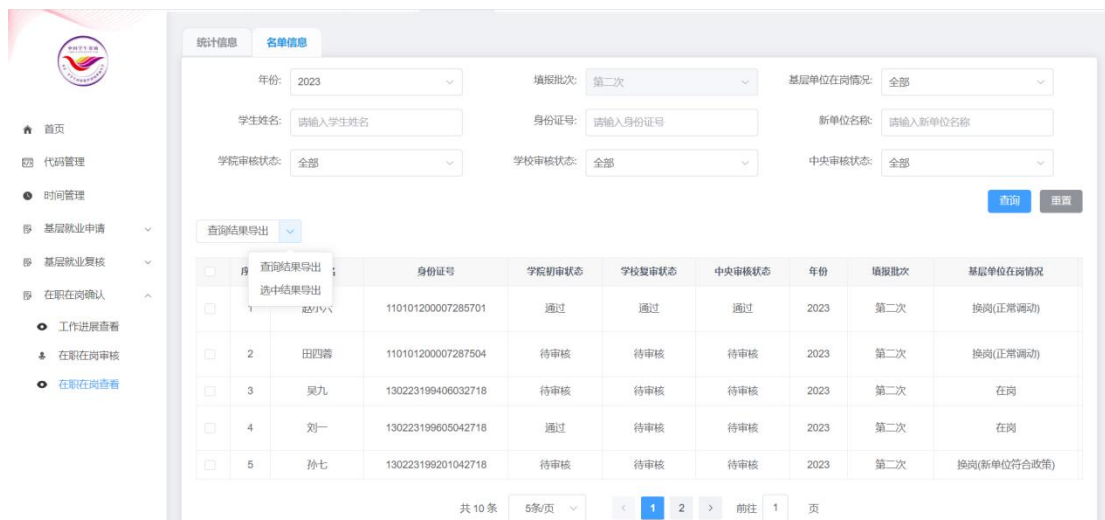 统计信息 名单信息
年份: 2023 填报批次: 第二次 基层单位在岗情况: 全部
学生姓名: 请输入学生姓名 身份证号: 请输入身份证号 新单位名称: 请输入新单位名称
学院审核状态: 全部 学校审核状态: 全部 中央审核状态: 全部
查询 重置
首页
代码管理
时间管理
基层就业申请
基层就业复核
在职在岗确认
工作进展查看
在职在岗审核
在职在岗查看
查询结果导出
查询结果导出
选中结果导出
身份证号 学院初审状态 学校复审状态 中央审核状态 年份 填报批次 基层单位在岗情况
110101200007285701 通过 通过 通过 2023 第二次 换岗(正常调动)
2 田四蓉 110101200007287504 待审核 待审核 待审核 2023 第二次 换岗(正常调动)
3 吴九 130223199406032718 待审核 待审核 待审核 2023 第二次 在岗
4 刘一 130223199605042718 通过 待审核 待审核 2023 第二次 在岗
5 孙七 130223199201042718 待审核 待审核 待审核 2023 第二次 换岗(新单位符合政策)
共 10 条 5条/页 1 2 前往 1 页